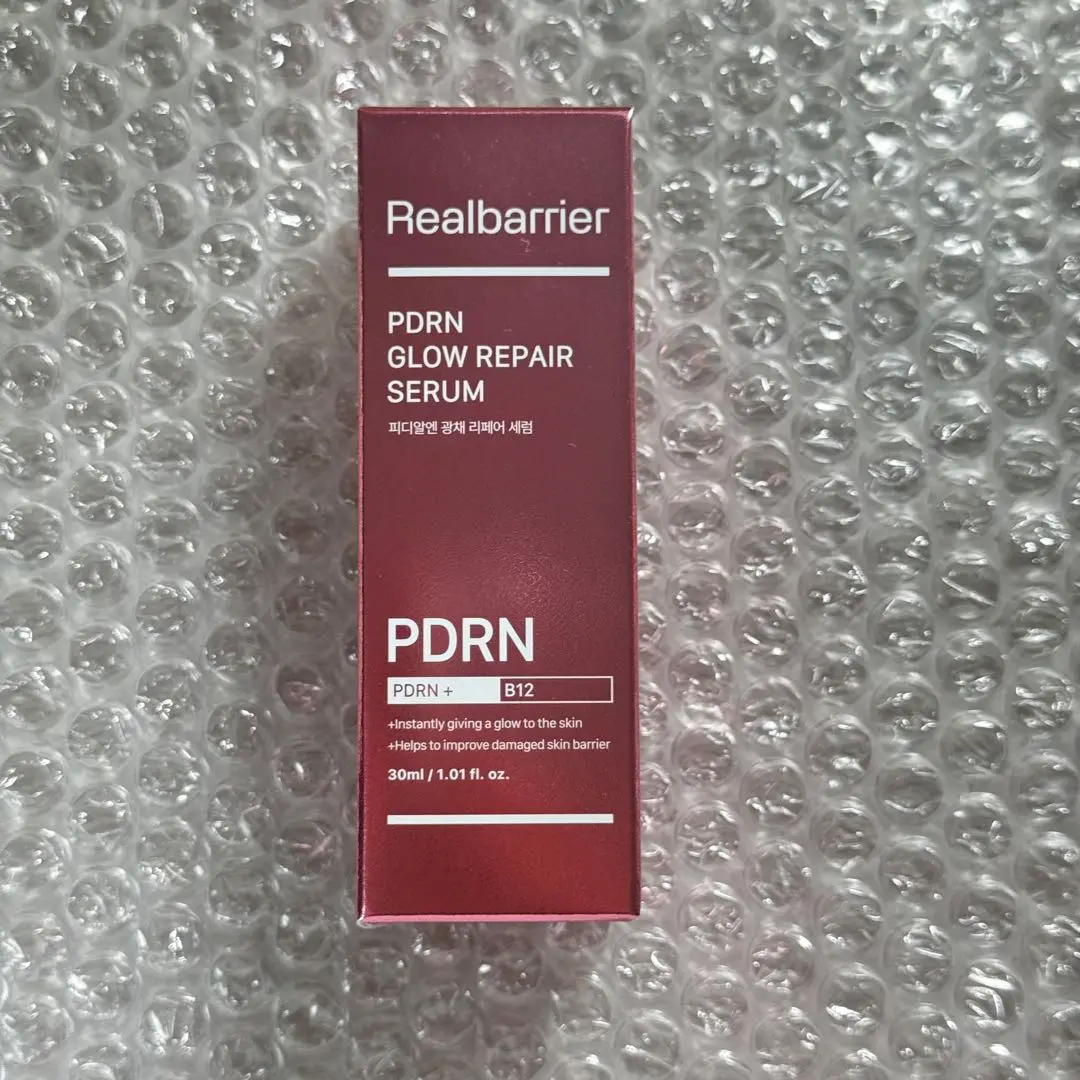 Realbarrier
PDRN
GLOW REPAIR
SERUM
피디알엔 광채 리페어 세럼
PDRN
PDRN + B12
+Instantly giving a glow to the skin
+Helps to improve damaged skin barrier
30ml / 1.01 fl. oz.